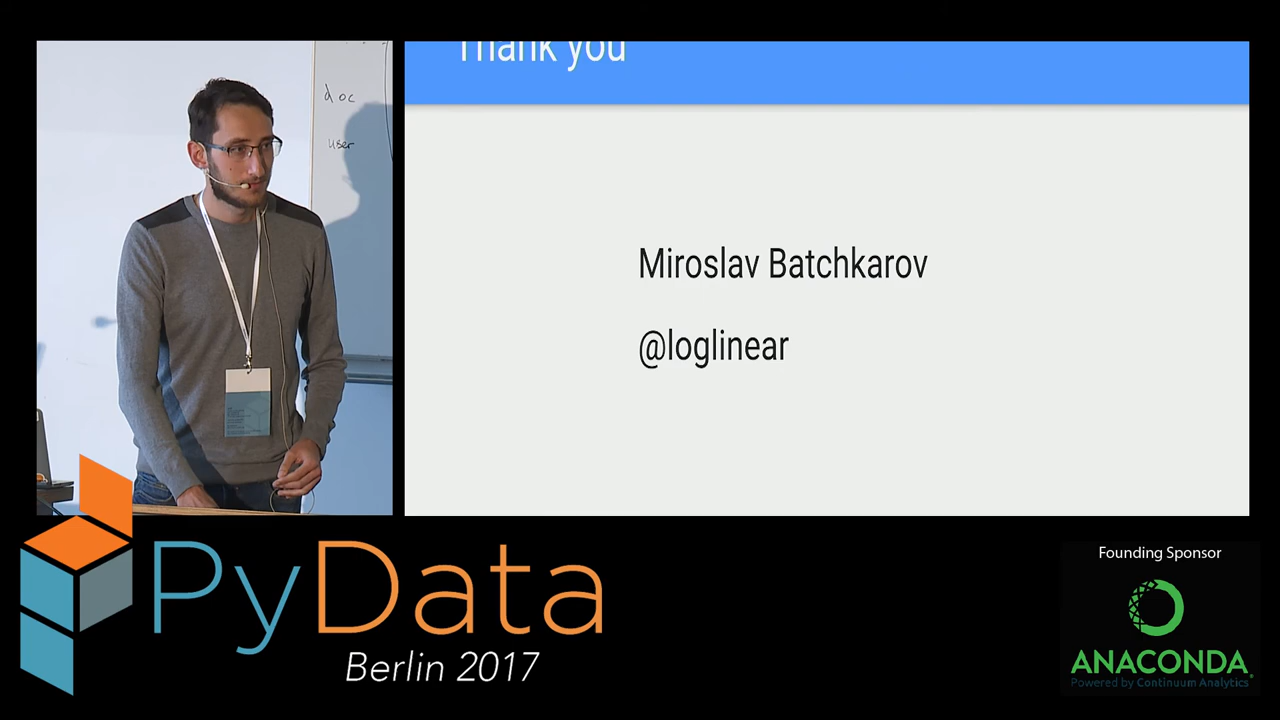 Thank you
doc
user
Miroslav Batchkarov
@loglinear
PyData
Berlin 2017
Founding Sponsor
ANACONDA
Powered by Continuum Analytics